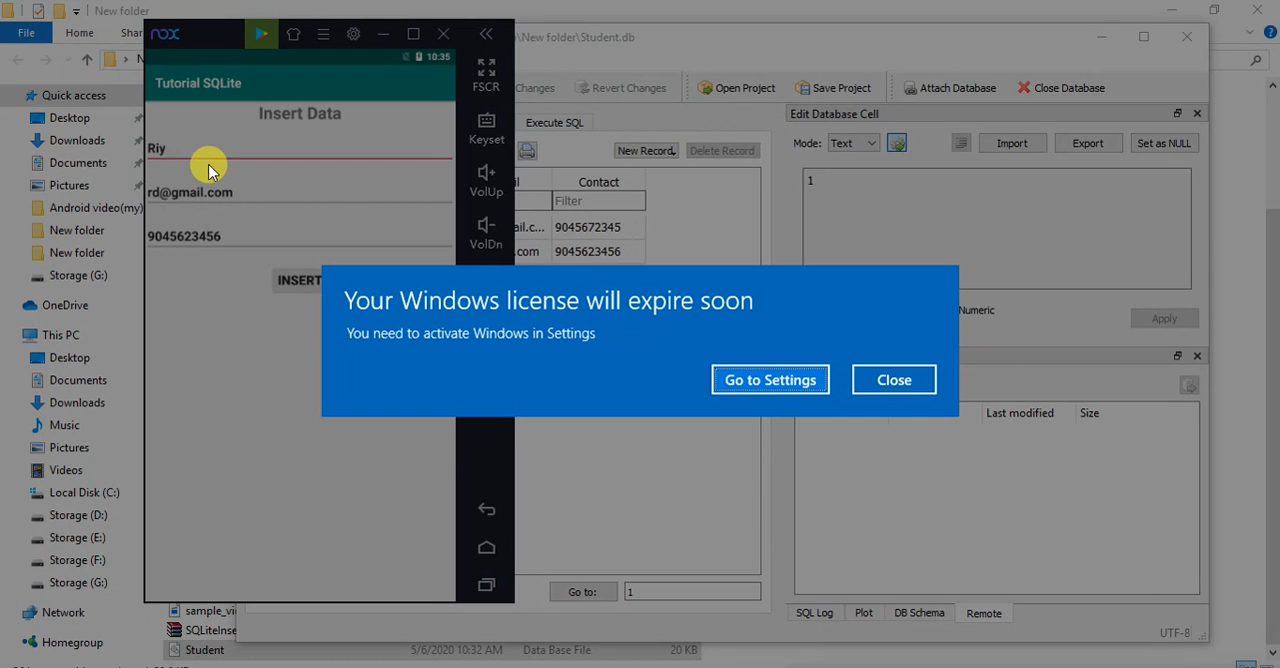 New folder
File
Home
Shar
Quick access
Desktop
Downloads
Documents
Pictures
Android video(my)
New folder
New folder
Storage (G:)
OneDrive
This PC
Desktop
Documents
Downloads
Music
Pictures
Videos
Local Disk (C:)
Storage (D:)
Storage (E:)
Storage (F:)
Storage (G:)
Network
Homegroup
nox
10:35
Tutorial SQLite
Insert Data
Riy
rd@gmail.com
9045623456
INSERT
FSCR
Keyset
VolUp
VolDn
\New folder\Student.db
Changes
Revert Changes
Open Project
Save Project
Attach Database
Close Database
Execute SQL
New Record
Delete Record
Contact
Filter
ail.c... 9045672345
.com 9045623456
Go to: 1
Edit Database Cell
Mode: Text
Import
Export
Set as NULL
1
Numeric
Apply
Last modified Size
SQL Log
Plot
DB Schema
Remote
UTF-8
Your Windows license will expire soon
You need to activate Windows in Settings
Go to Settings
Close
sample_vi
SQLiteInse
Student 5/6/2020 10:32 AM Data Base File 20 KB